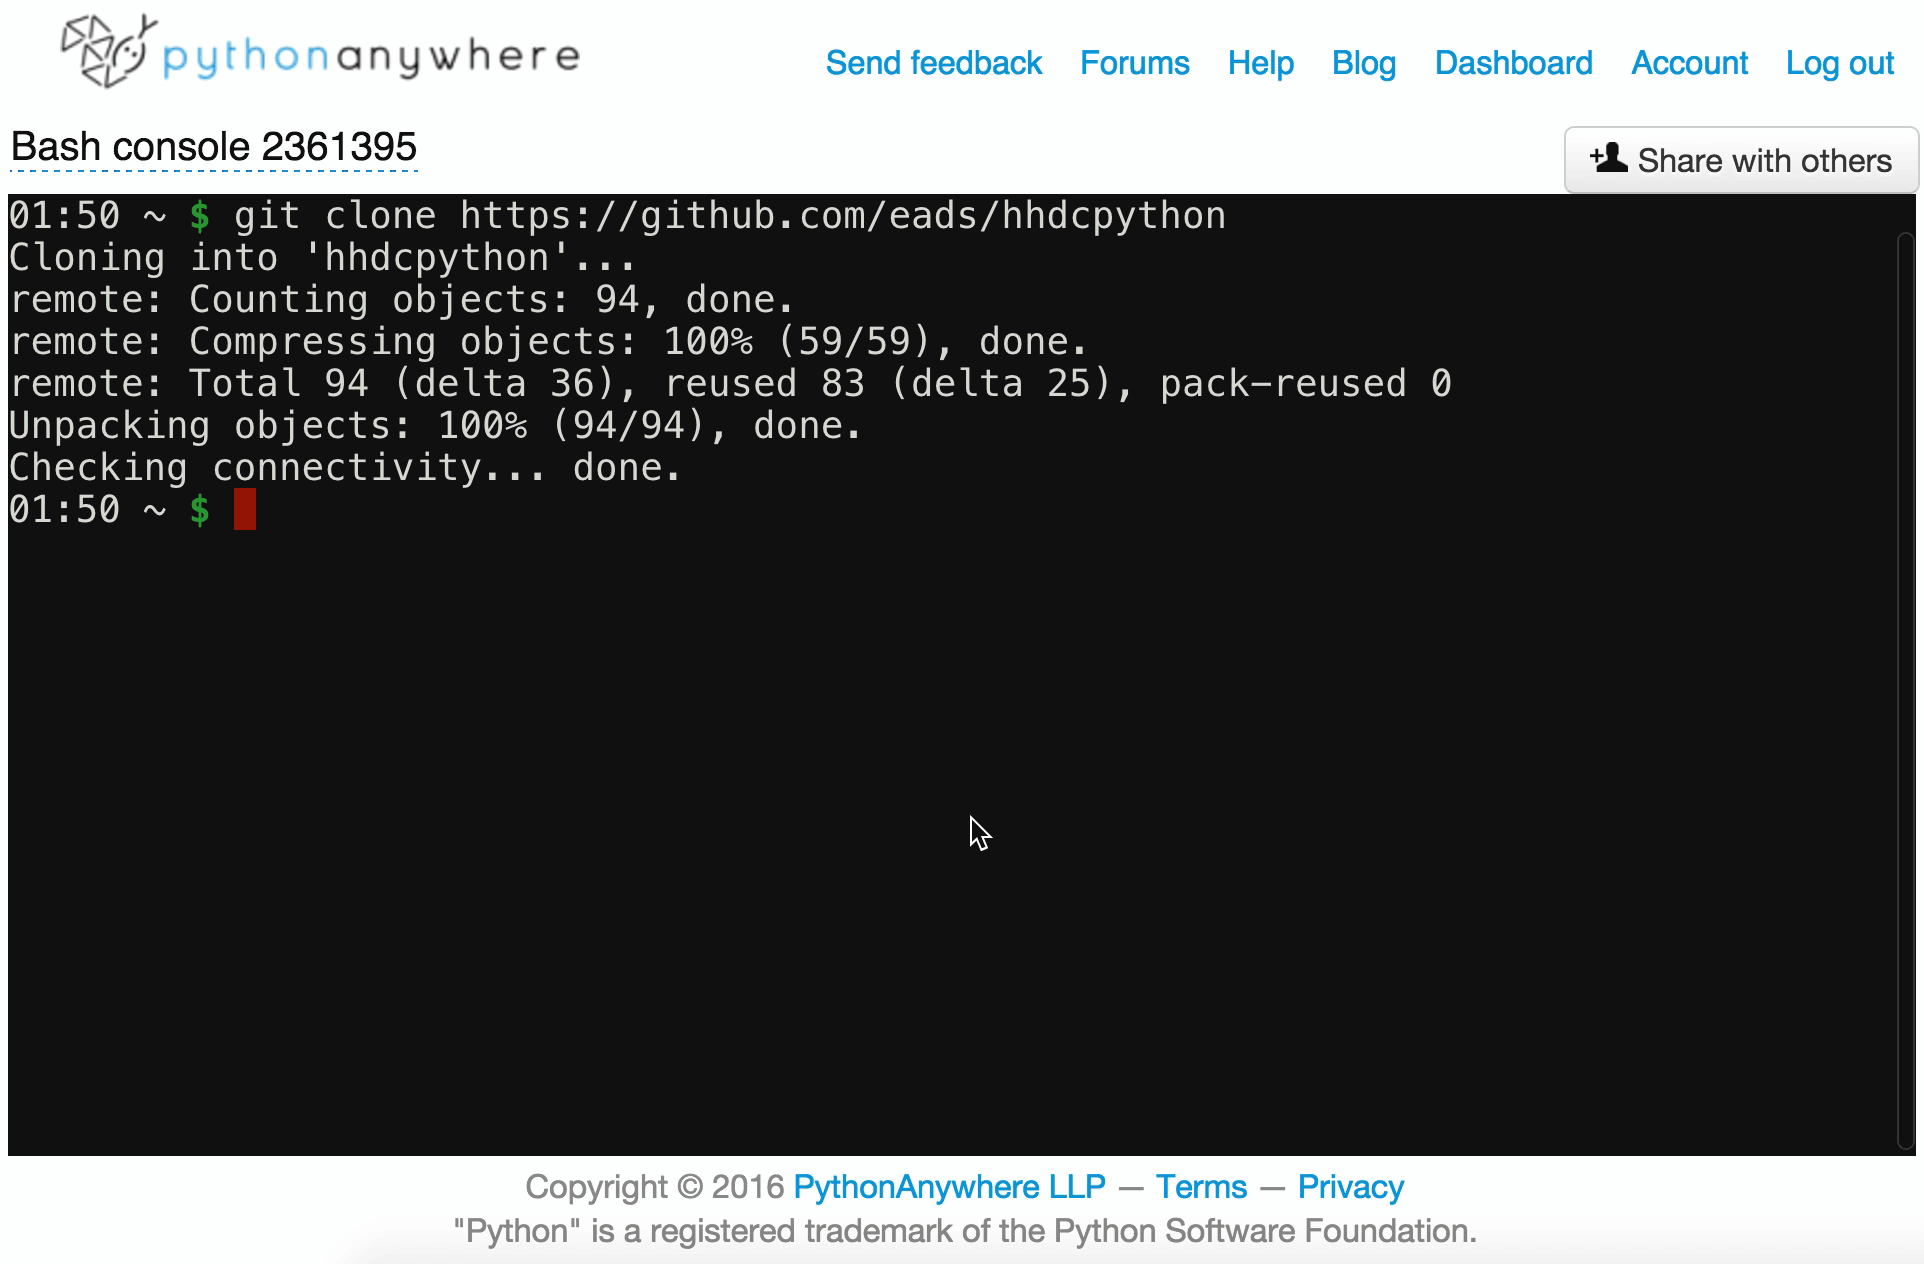 pythonanywhere
Send feedback Forums Help Blog Dashboard Account Log out
Bash console 2361395
Share with others
01:50 ~ $ git clone https://github.com/eads/hhdcpython
Cloning into 'hhdcpython'...
remote: Counting objects: 94, done.
remote: Compressing objects: 100% (59/59), done.
remote: Total 94 (delta 36), reused 83 (delta 25), pack-reused 0
Unpacking objects: 100% (94/94), done.
Checking connectivity... done.
01:50 ~ $
Copyright © 2016 PythonAnywhere LLP — Terms — Privacy
"Python" is a registered trademark of the Python Software Foundation.